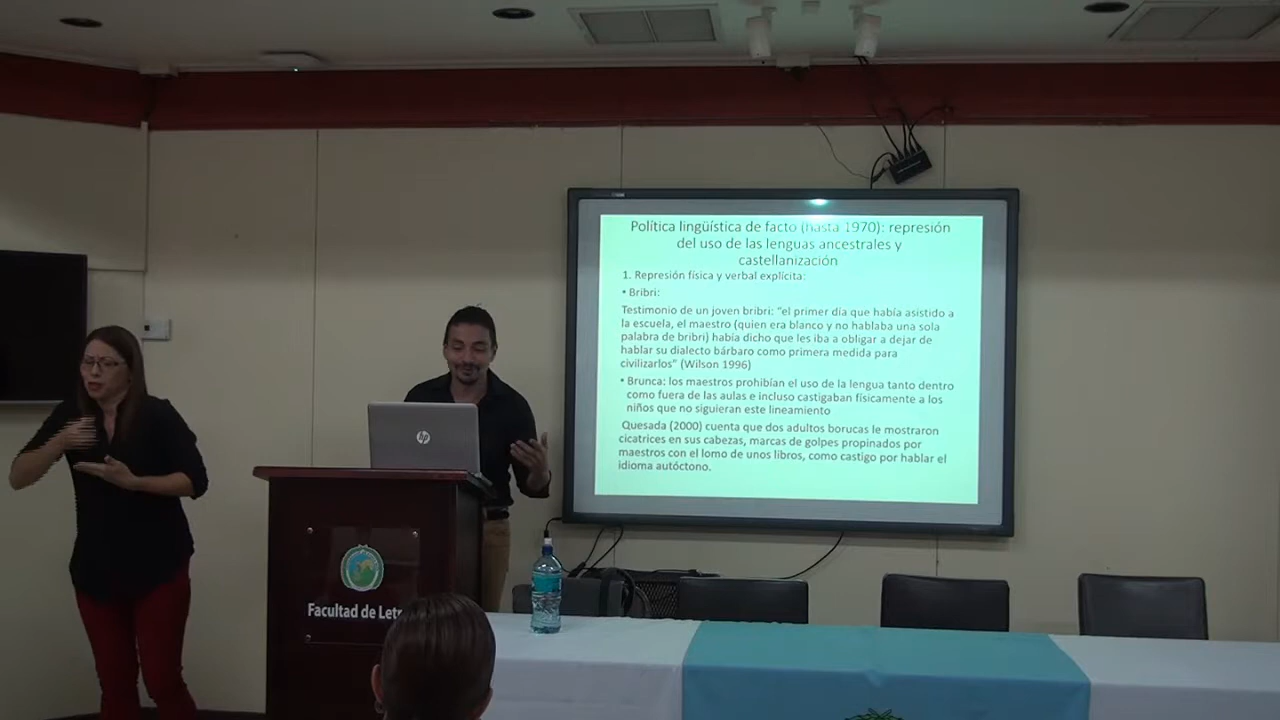 Política lingüística de facto (hasta 1970): represión
del uso de las lenguas ancestrales y
castellanización
1. Represión física y verbal explícita:
• Bribri:
Testimonio de un joven bribri: “el primer día que había asistido a
la escuela, el maestro (quien era blanco y no hablaba una sola
palabra de bribri) había dicho que les iba a obligar a dejar de
hablar su dialecto bárbaro como primera medida para
civilizarlos” (Wilson 1996)
• Brunca: los maestros prohibían el uso de la lengua tanto dentro
como fuera de las aulas e incluso castigaban físicamente a los
niños que no siguieran este lineamiento
Quesada (2000) cuenta que dos adultos borucas le mostraron
cicatrices en sus cabezas, marcas de golpes propinados por
maestros con el lomo de unos libros, como castigo por hablar el
idioma autóctono.
hp
Facultad de Letr